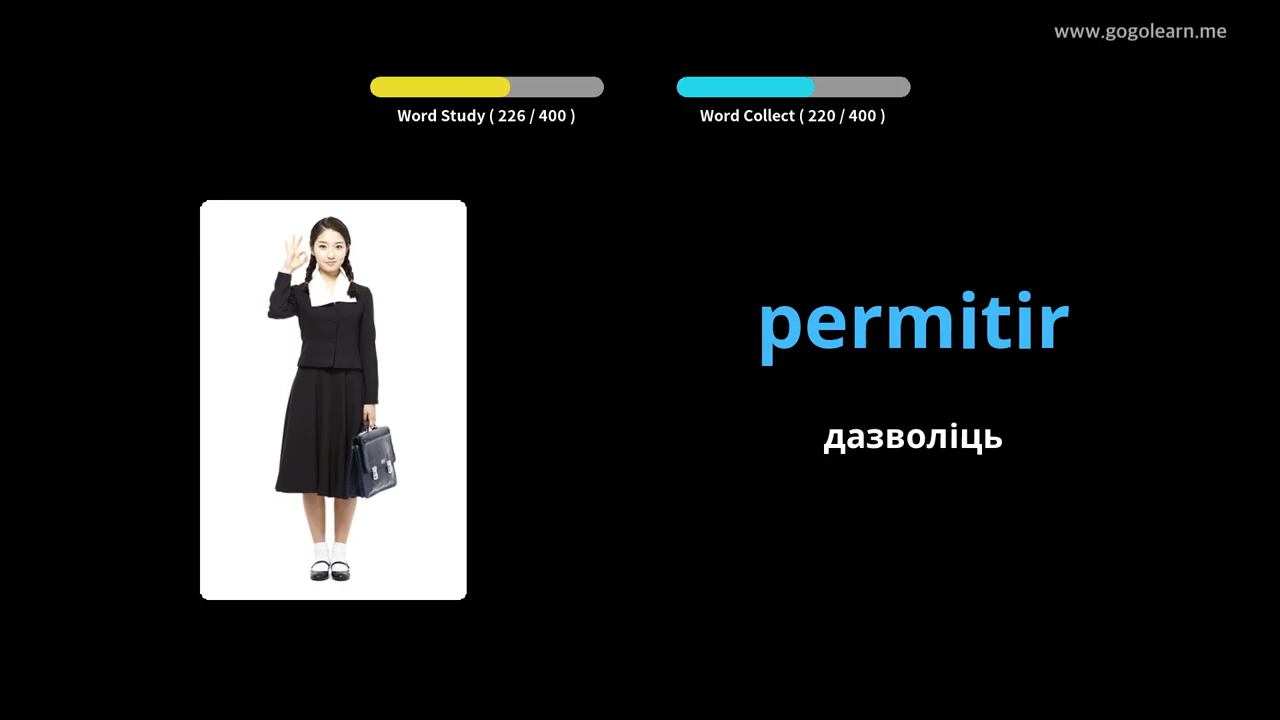 www.gogolearn.me
Word Study ( 226 / 400 )
Word Collect ( 220 / 400 )
permitir
дазволіць